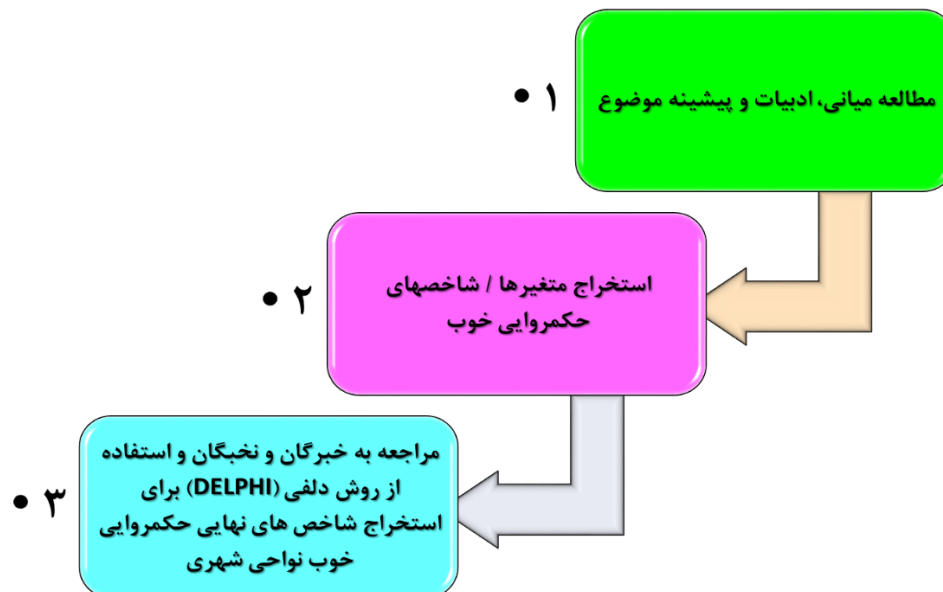 ۱ •
مطالعه میانی، ادبیات و پیشینه موضوع
۲ •
استخراج متغیرها / شاخصهای
حکمروایی خوب
۳ •
مراجعه به خبرگان و نخبگان و استفاده
از روش دلفی (DELPHI) برای
استخراج شاخص های نهایی حکمروایی
خوب نواحی شهری